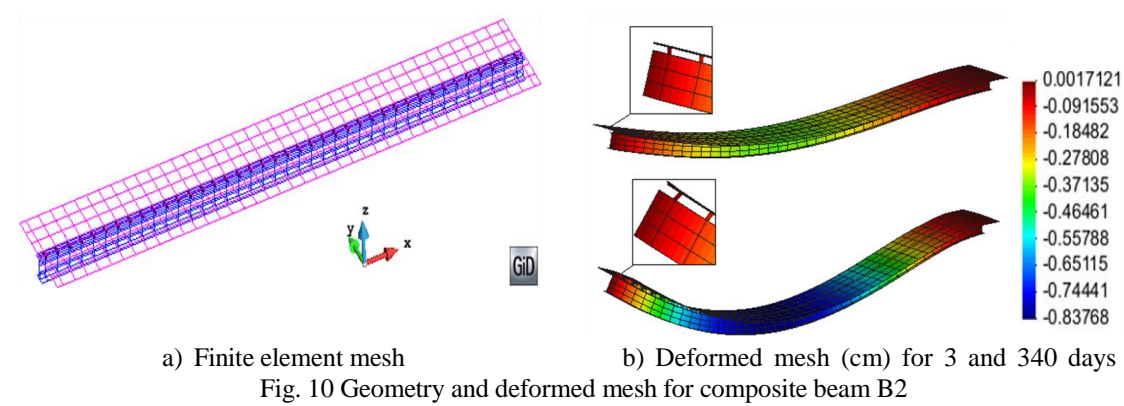 z
y
x
GiD
0.0017121
-0.091553
-0.18482
-0.27808
-0.37135
-0.46461
-0.55788
-0.65115
-0.74441
-0.83768
a) Finite element mesh
b) Deformed mesh (cm) for 3 and 340 days
Fig. 10 Geometry and deformed mesh for composite beam B2